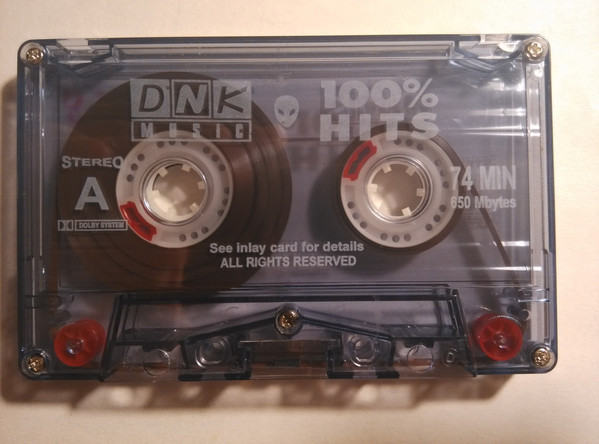 DNK
MUSIC
100%
HITS
STEREO
A
DOLBY SYSTEM
74 MIN
650 Mbytes
See inlay card for details
ALL RIGHTS RESERVED